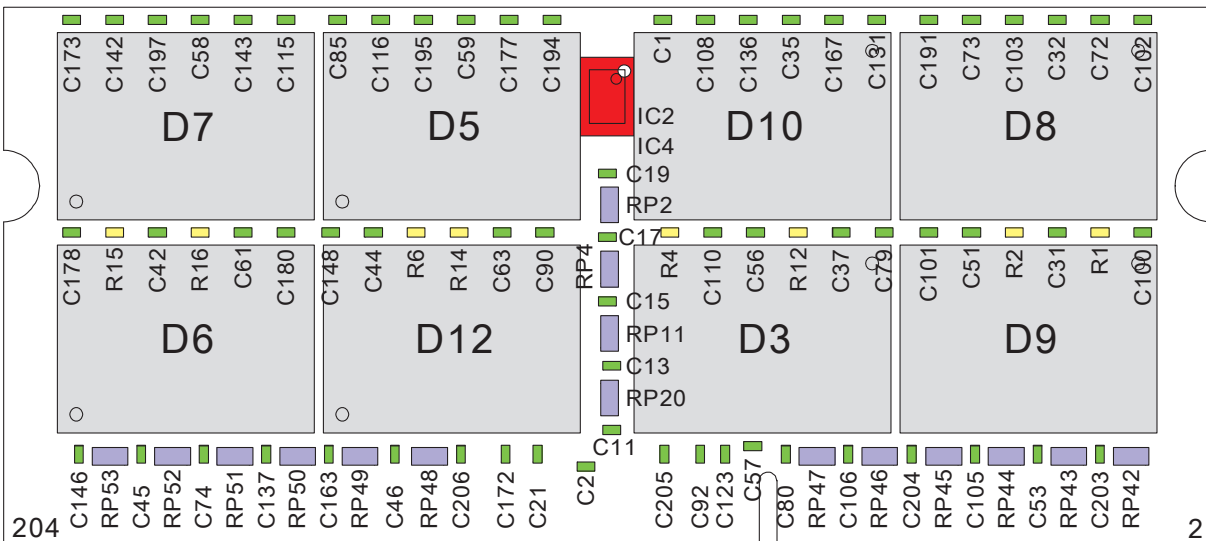 C173 C142 C197 C58 C143 C115 C85 C116 C195 C59 C177 C194 C1 C108 C136 C35 C167 C131 C191 C73 C103 C32 C72 C102
D7 D5 D10 D8
IC2
IC4
C19
RP2
C17
C178 R15 C42 R16 C61 C180 C148 C44 R6 R14 C63 C90 RP4 R4 C110 C56 R12 C37 C79 C101 C51 R2 C31 R1 C100
C15
D6 D12 RP11 D3 D9
C13
RP20
C11
C146 RP53 C45 RP52 C74 RP51 C137 RP50 C163 RP49 C46 RP48 C206 C172 C21 C2 C205 C92 C123 C57 C80 RP47 C106 RP46 C204 RP45 C105 RP44 C53 RP43 C203 RP42
204 2